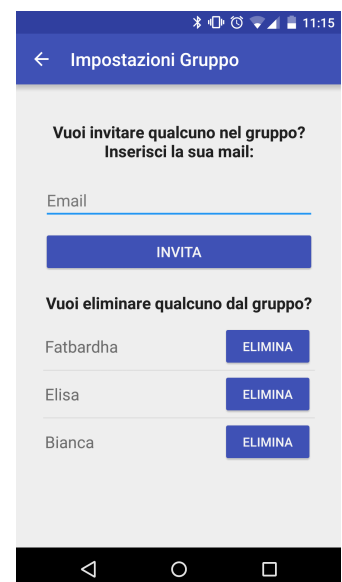 11:15
Impostazioni Gruppo
Vuoi invitare qualcuno nel gruppo?
Inserisci la sua mail:
Email
INVITA
Vuoi eliminare qualcuno dal gruppo?
Fatbardha ELIMINA
Elisa ELIMINA
Bianca ELIMINA